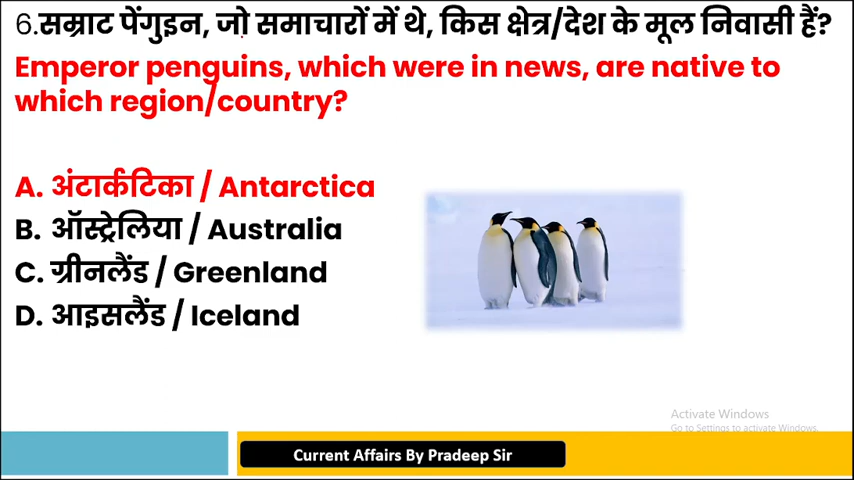 6.सम्राट पेंगुइन, जो समाचारों में थे, किस क्षेत्र/देश के मूल निवासी हैं?
Emperor penguins, which were in news, are native to
which region/country?
A. अंटार्कटिका / Antarctica
B. ऑस्ट्रेलिया / Australia
C. ग्रीनलैंड / Greenland
D. आइसलैंड / Iceland
Activate Windows
Go to Settings to activate Windows.
Current Affairs By Pradeep Sir